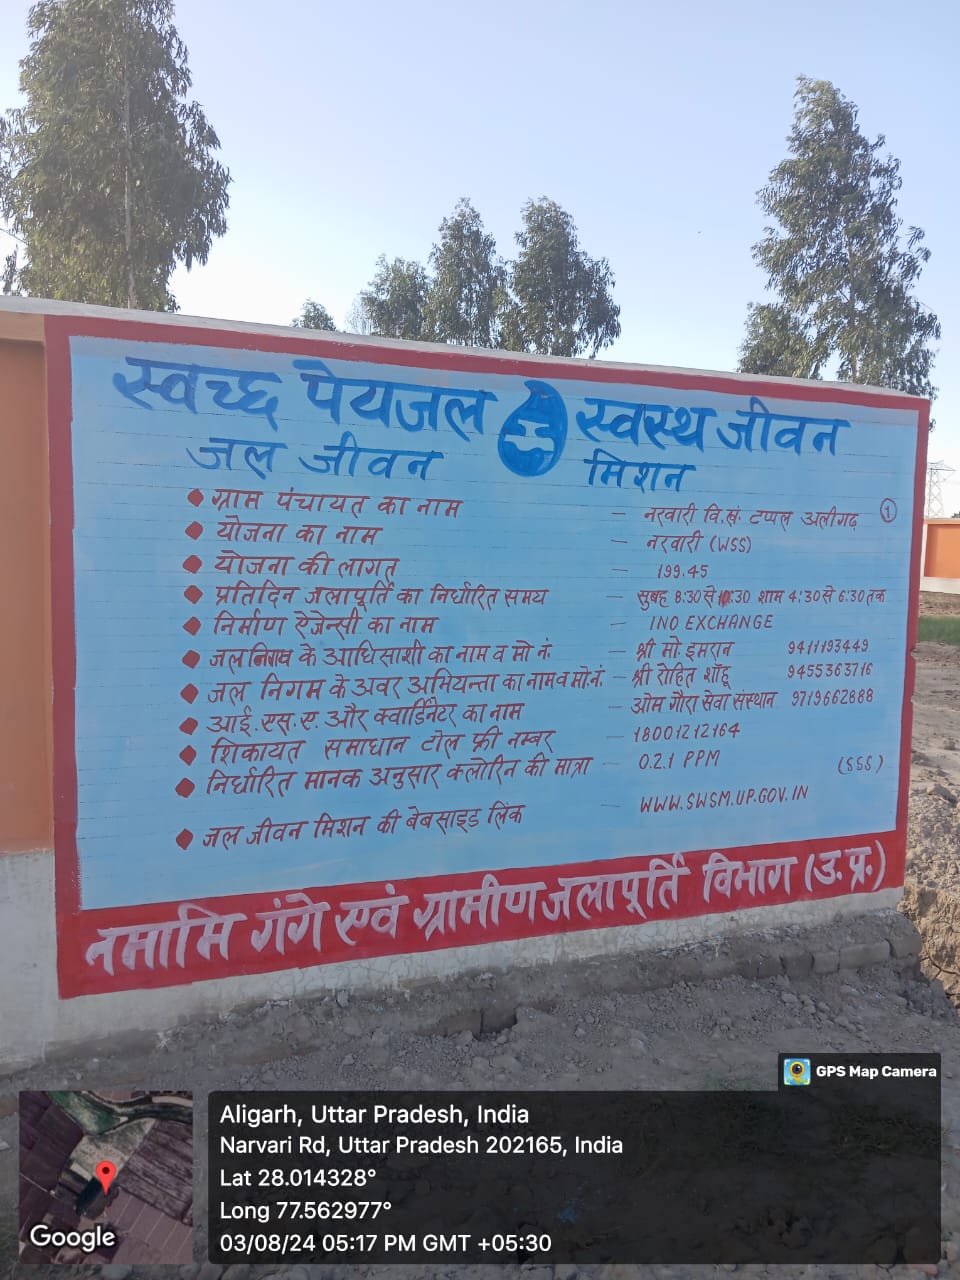 स्वच्छ पेयजल स्वस्थ जीवन
जल जीवन मिशन
ग्राम पंचायत का नाम — नरवारी वि.खं. टप्पल अलीगढ़ ①
योजना का नाम — नरवारी (WSS)
योजना की लागत — 199.45
प्रतिदिन जलापूर्ति का निर्धारित समय — सुबह 8:30 से 10:30 शाम 4:30 से 6:30 तक
निर्माण ऐजेन्सी का नाम — INO EXCHANGE
जल के आधिसाशी का नाम व मो नं. — श्री मो. इमरान 9411193449
जल निगम के अवर अभियन्ता का नाम व मो.नं. — श्री रोहित शॉहू 9455363716
आई.एस.ए. और क्वार्डिनेटर का नाम — ओम गौरा सेवा संस्थान 9719662888
शिकायत समाधान टोल फ्री नम्बर — 18001212164
निर्धारित मानक अनुसार क्लोरिन की मात्रा — 0.2.1 PPM (SSS)
जल जीवन मिशन की बेबसाइड लिंक — WWW.SWSM.UP.GOV.IN
नमामि गंगे एवं ग्रामीण जलापूर्ति विभाग (उ.प्र.)
GPS Map Camera
Aligarh, Uttar Pradesh, India
Narvari Rd, Uttar Pradesh 202165, India
Lat 28.014328°
Long 77.562977°
03/08/24 05:17 PM GMT +05:30
Google